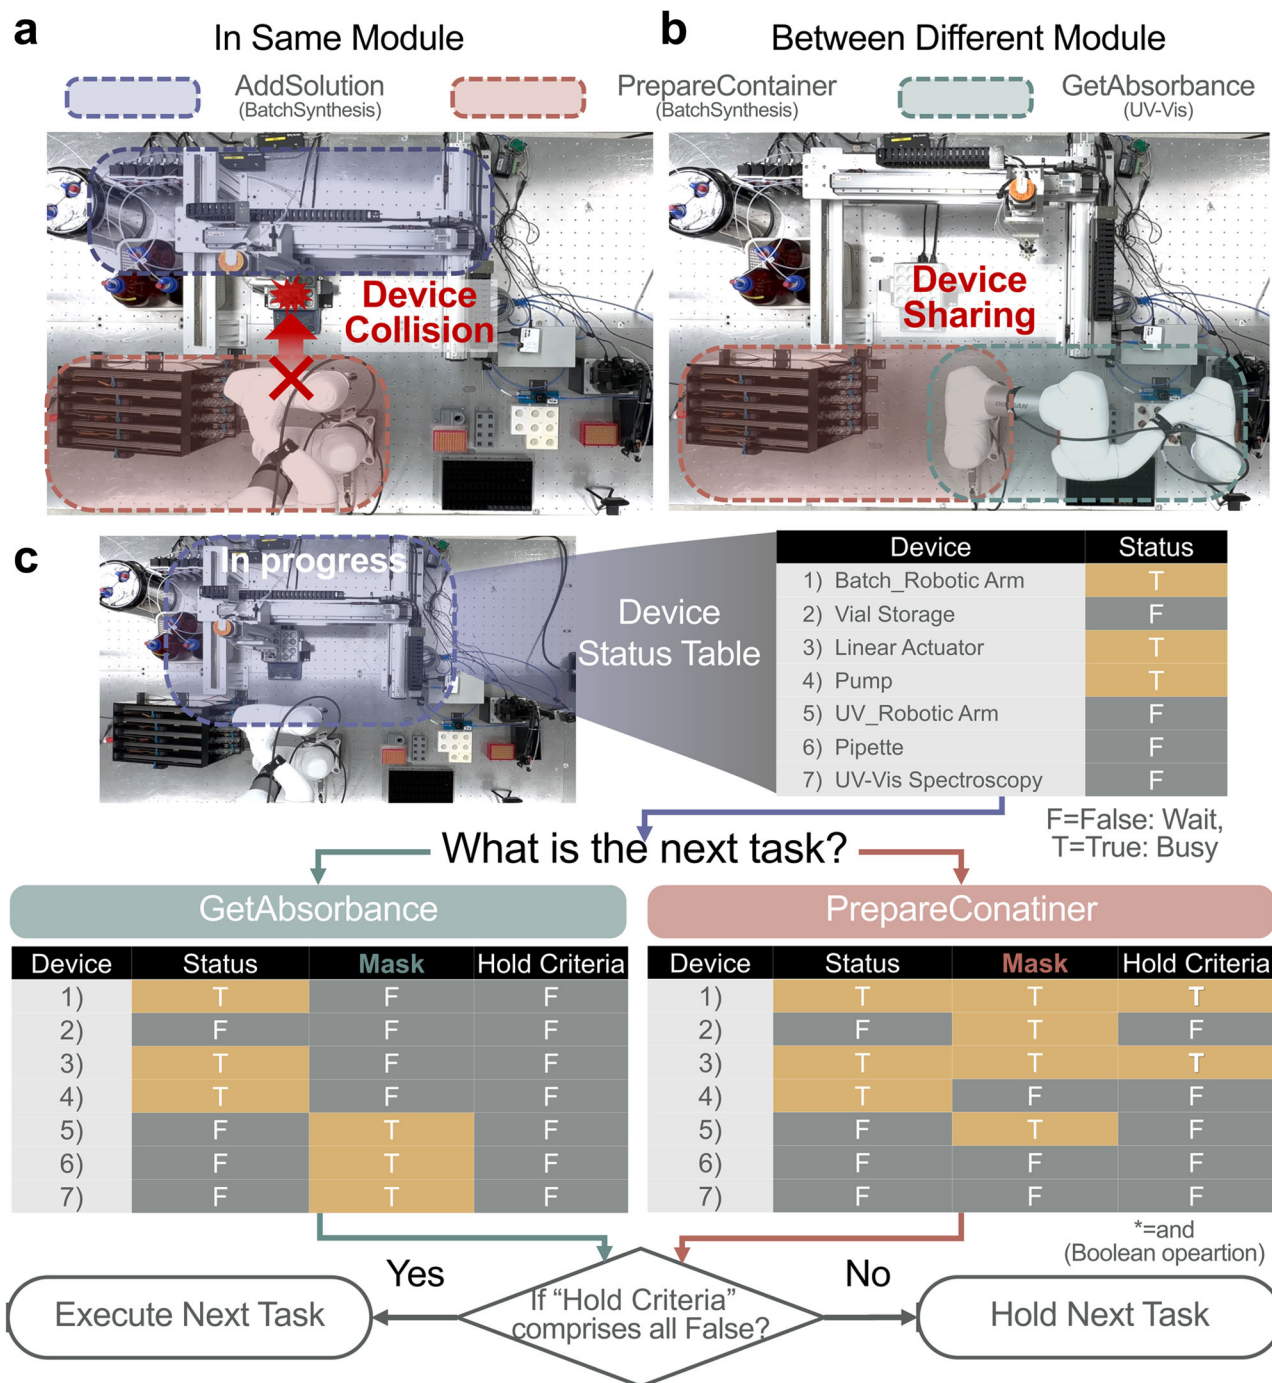 a
In Same Module
b
Between Different Module
AddSolution
(BatchSynthesis)
PrepareContainer
(BatchSynthesis)
GetAbsorbance
(UV-Vis)
Device
Collision
Device
Sharing
c
In progress
Device
Status Table
Device Status
1) Batch_Robotic Arm T
2) Vial Storage F
3) Linear Actuator T
4) Pump T
5) UV_Robotic Arm F
6) Pipette F
7) UV-Vis Spectroscopy F
F=False: Wait,
T=True: Busy
What is the next task?
GetAbsorbance
Device Status Mask Hold Criteria
1) T F F
2) F F F
3) T F F
4) T F F
5) F T F
6) F T F
7) F T F
PrepareConatiner
Device Status Mask Hold Criteria
1) T T T
2) F T F
3) T T T
4) T F F
5) F T F
6) F F F
7) F F F
*=and
(Boolean opeartion)
Yes
No
Execute Next Task
If “Hold Criteria”
comprises all False?
Hold Next Task